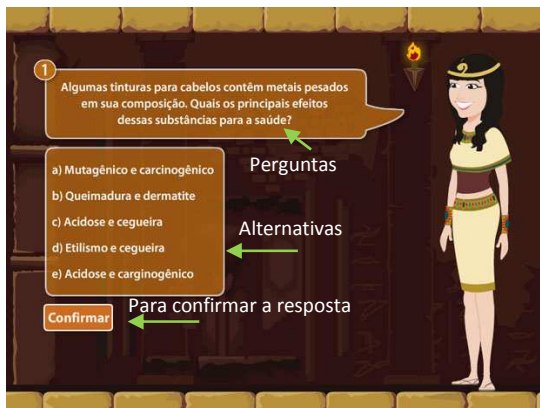 1
Algumas tinturas para cabelos contêm metais pesados
em sua composição. Quais os principais efeitos
dessas substâncias para a saúde?
Perguntas
a) Mutagênico e carcinogênico
b) Queimadura e dermatite
c) Acidose e cegueira
d) Etilismo e cegueira
e) Acidose e carginogênico
Alternativas
Confirmar
Para confirmar a resposta